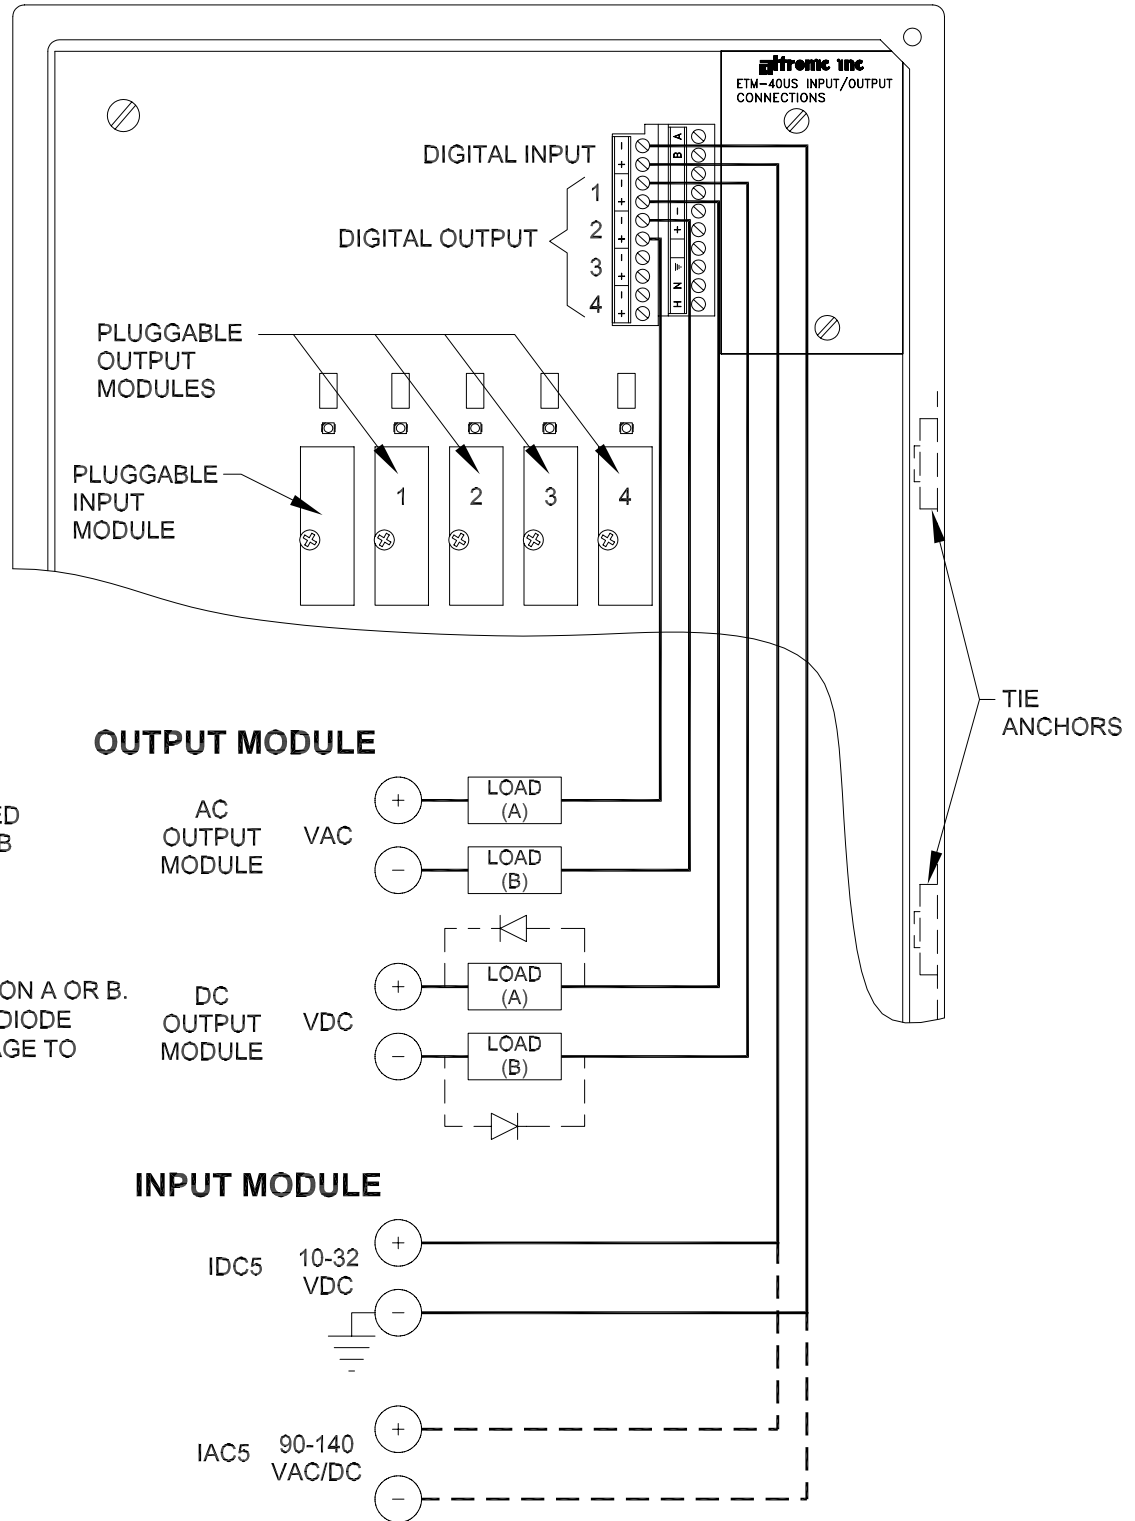 altronic inc
ETM-40US INPUT/OUTPUT
CONNECTIONS
DIGITAL INPUT
- +
A B
DIGITAL OUTPUT
1 - +
2 - +
3 - +
4 - +
- +
N H
PLUGGABLE
OUTPUT
MODULES
PLUGGABLE
INPUT
MODULE
1 2 3 4
TIE
ANCHORS
OUTPUT MODULE
ED
B
AC
OUTPUT
MODULE
VAC
+
LOAD
(A)
-
LOAD
(B)
ON A OR B.
DIODE
AGE TO
DC
OUTPUT
MODULE
VDC
+
LOAD
(A)
-
LOAD
(B)
INPUT MODULE
IDC5
10-32
VDC
+
-
IAC5
90-140
VAC/DC
+
-